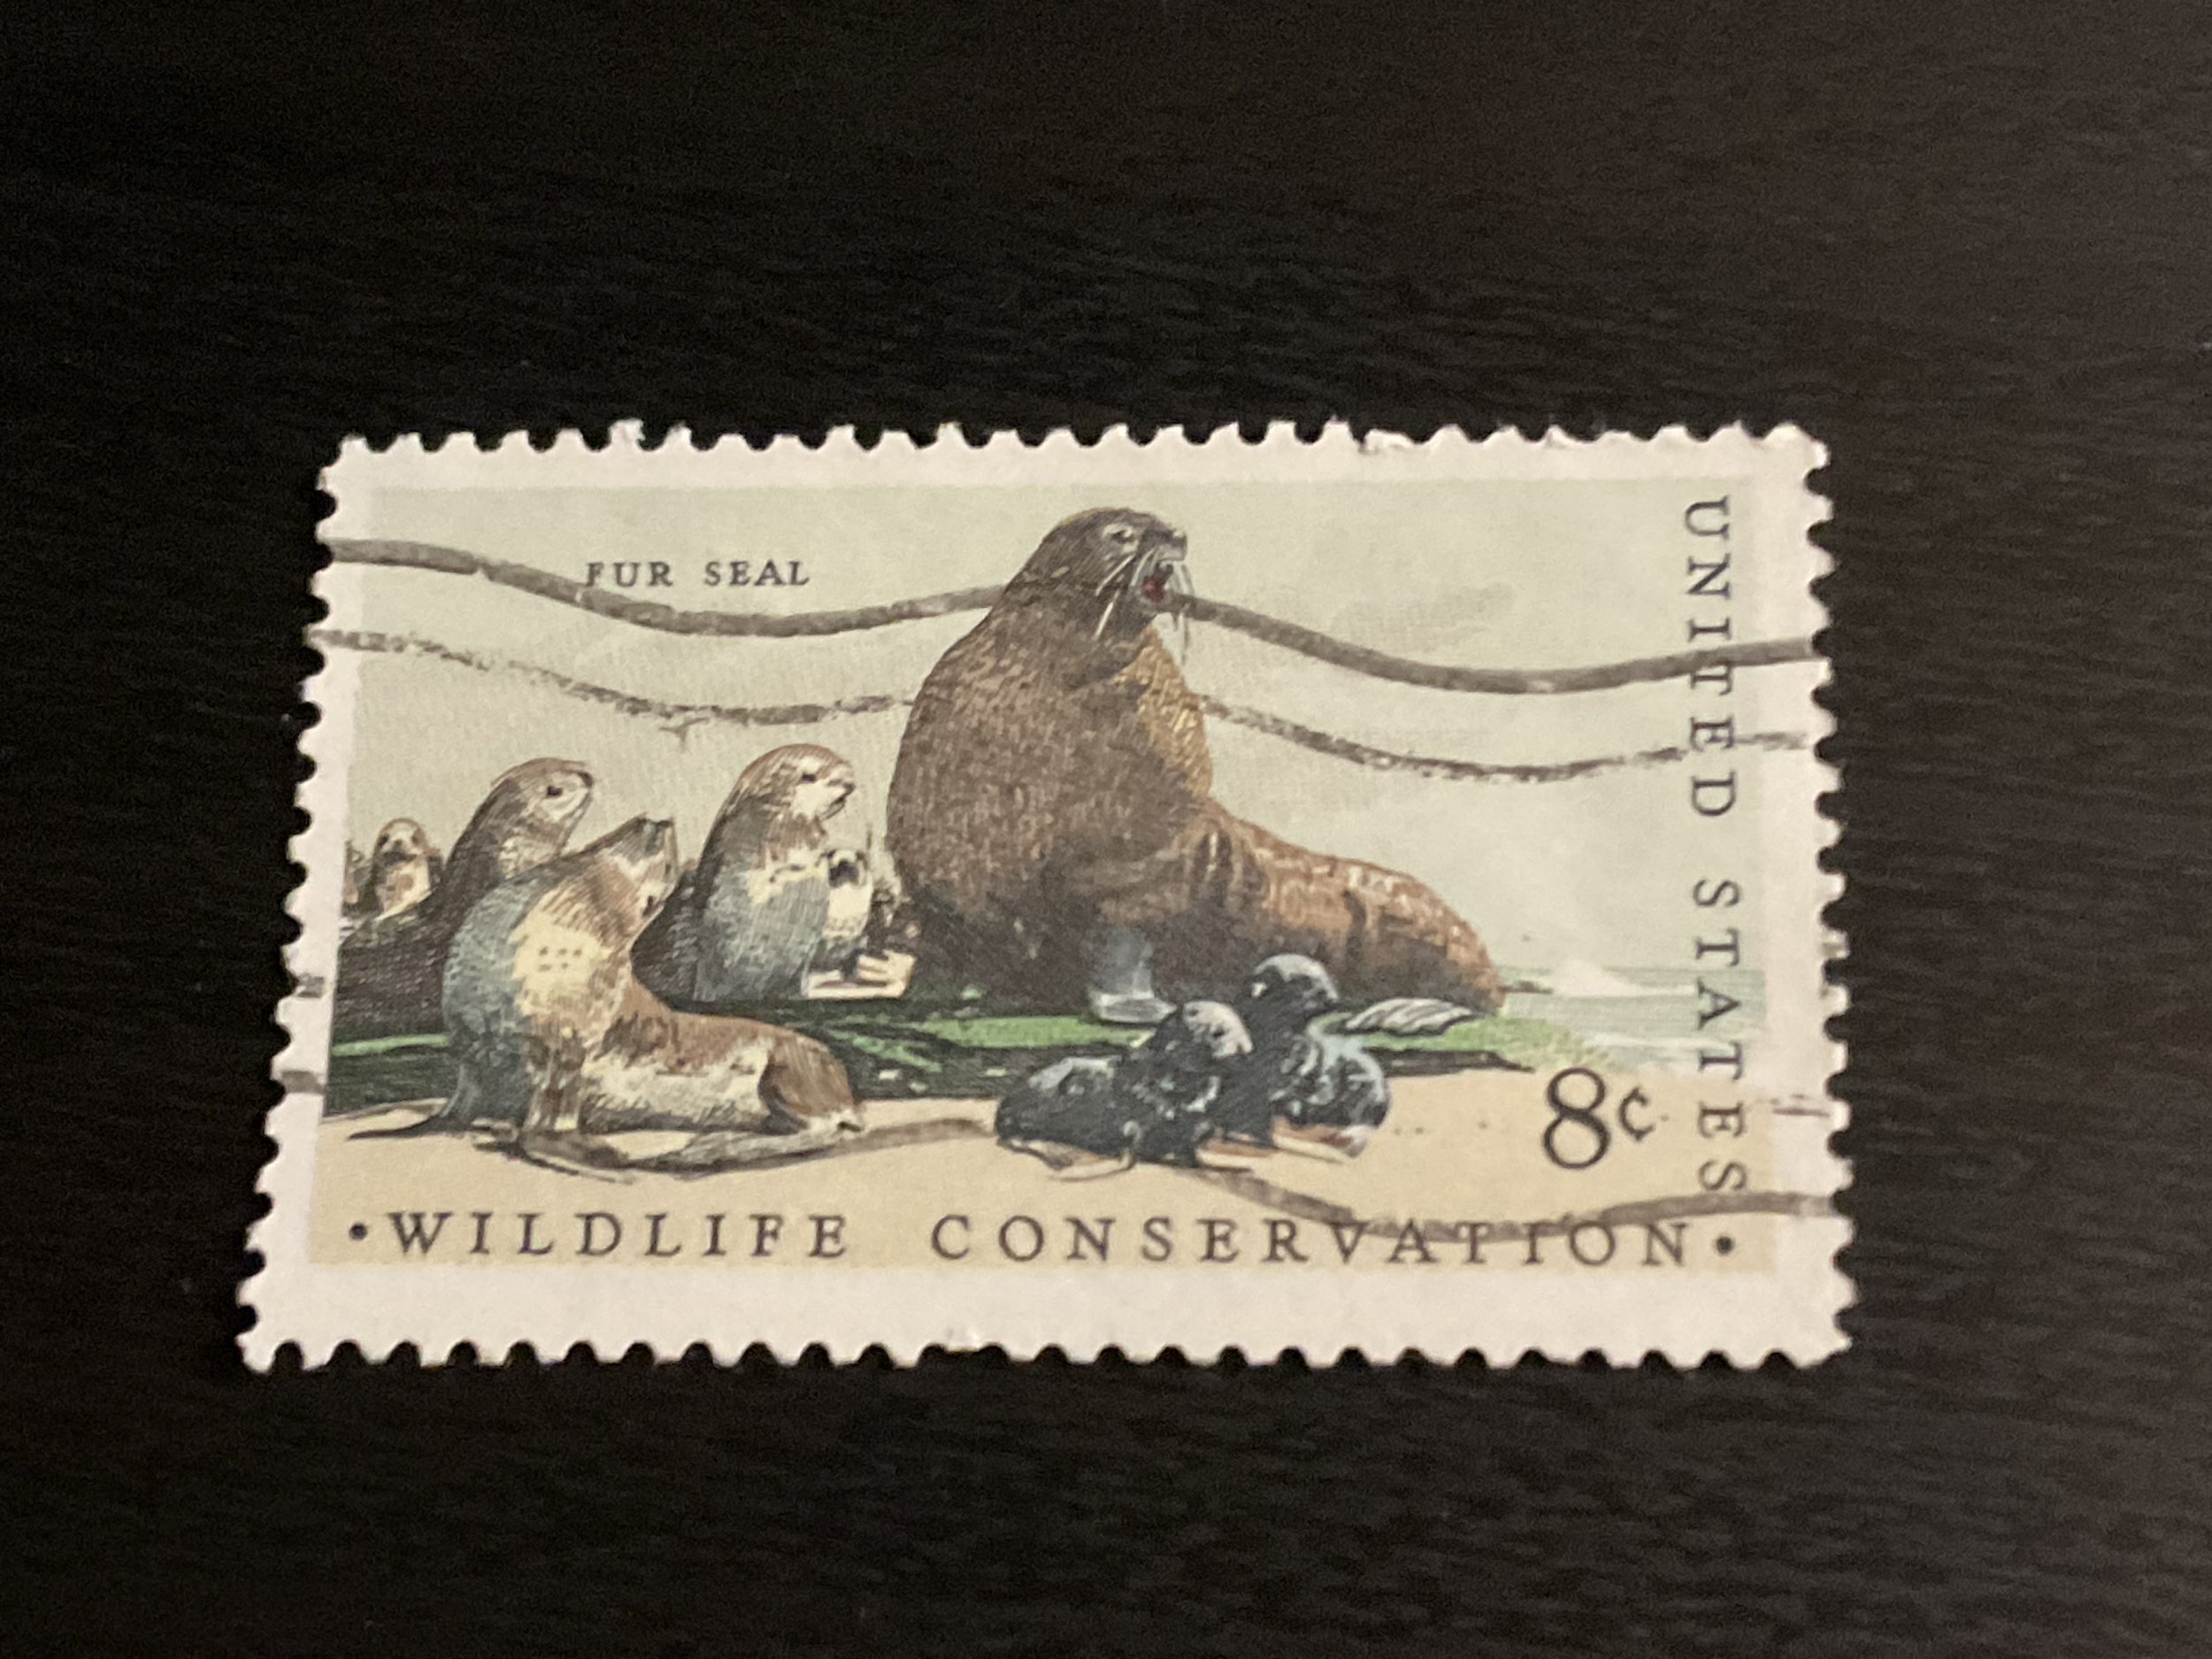 FUR SEAL
UNITED STATES
8¢
•WILDLIFE CONSERVATION•